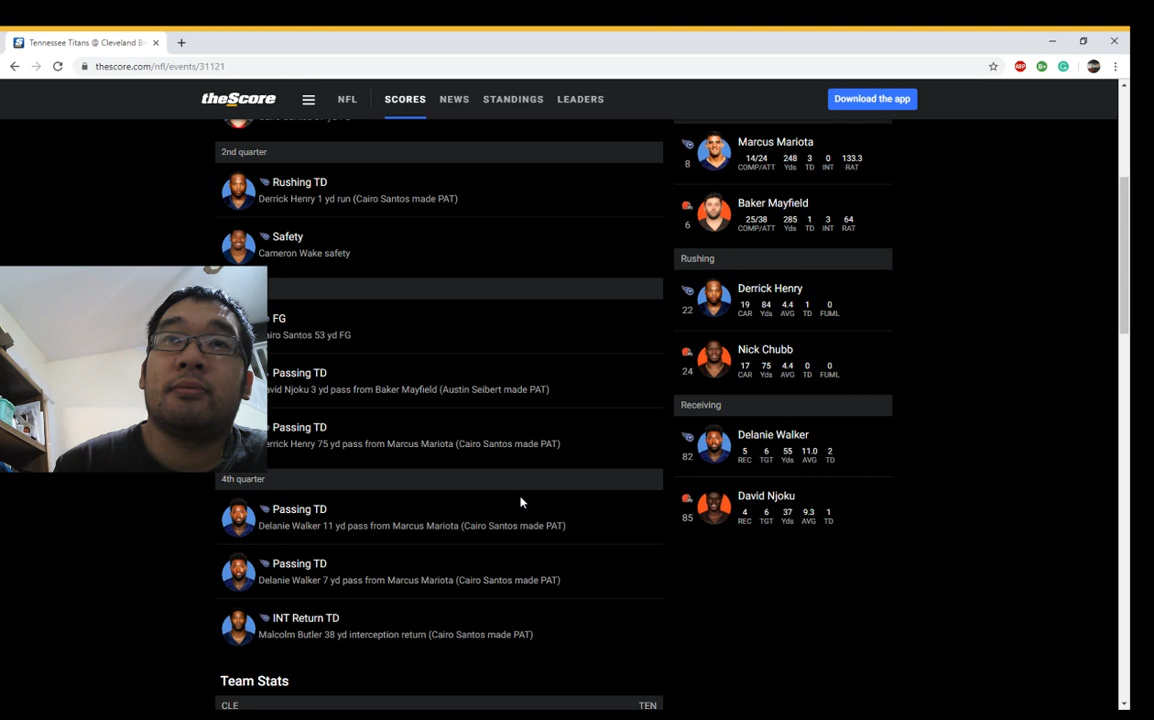 Tennessee Titans @ Cleveland B
thescore.com/nfl/events/31121
ABP
B+
theScore
NFL
SCORES
NEWS
STANDINGS
LEADERS
Download the app
2nd quarter
Rushing TD
Derrick Henry 1 yd run (Cairo Santos made PAT)
Safety
Cameron Wake safety
FG
airo Santos 53 yd FG
Passing TD
avid Njoku 3 yd pass from Baker Mayfield (Austin Seibert made PAT)
Passing TD
errick Henry 75 yd pass from Marcus Mariota (Cairo Santos made PAT)
4th quarter
Passing TD
Delanie Walker 11 yd pass from Marcus Mariota (Cairo Santos made PAT)
Passing TD
Delanie Walker 7 yd pass from Marcus Mariota (Cairo Santos made PAT)
INT Return TD
Malcolm Butler 38 yd interception return (Cairo Santos made PAT)
Team Stats
CLE TEN
Marcus Mariota
8 14/24 248 3 0 133.3
COMP/ATT Yds TD INT RAT
Baker Mayfield
6 25/38 285 1 3 64
COMP/ATT Yds TD INT RAT
Rushing
Derrick Henry
22 19 84 4.4 1 0
CAR Yds AVG TD FUML
Nick Chubb
24 17 75 4.4 0 0
CAR Yds AVG TD FUML
Receiving
Delanie Walker
82 5 6 55 11.0 2
REC TGT Yds AVG TD
David Njoku
85 4 6 37 9.3 1
REC TGT Yds AVG TD